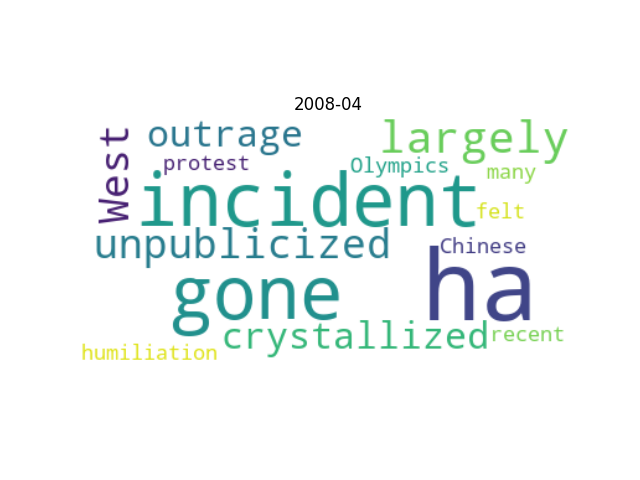 2008-04
outrage
largely
West
protest
Olympics
many
incident
felt
unpublicized
Chinese
ha
gone
crystallized
recent
humiliation